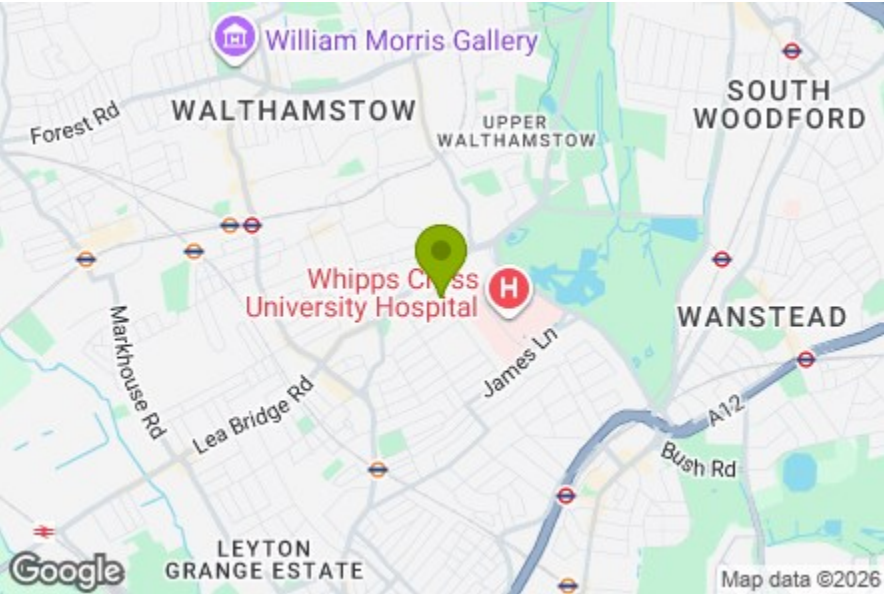 William Morris Gallery
WALTHAMSTOW
SOUTH
WOODFORD
Forest Rd
UPPER
WALTHAMSTOW
Whipps Cross
University Hospital
H
WANSTEAD
Markhouse Rd
James Ln
Lea Bridge Rd
A12
Bush Rd
LEYTON
GRANGE ESTATE
Google
Map data ©2026